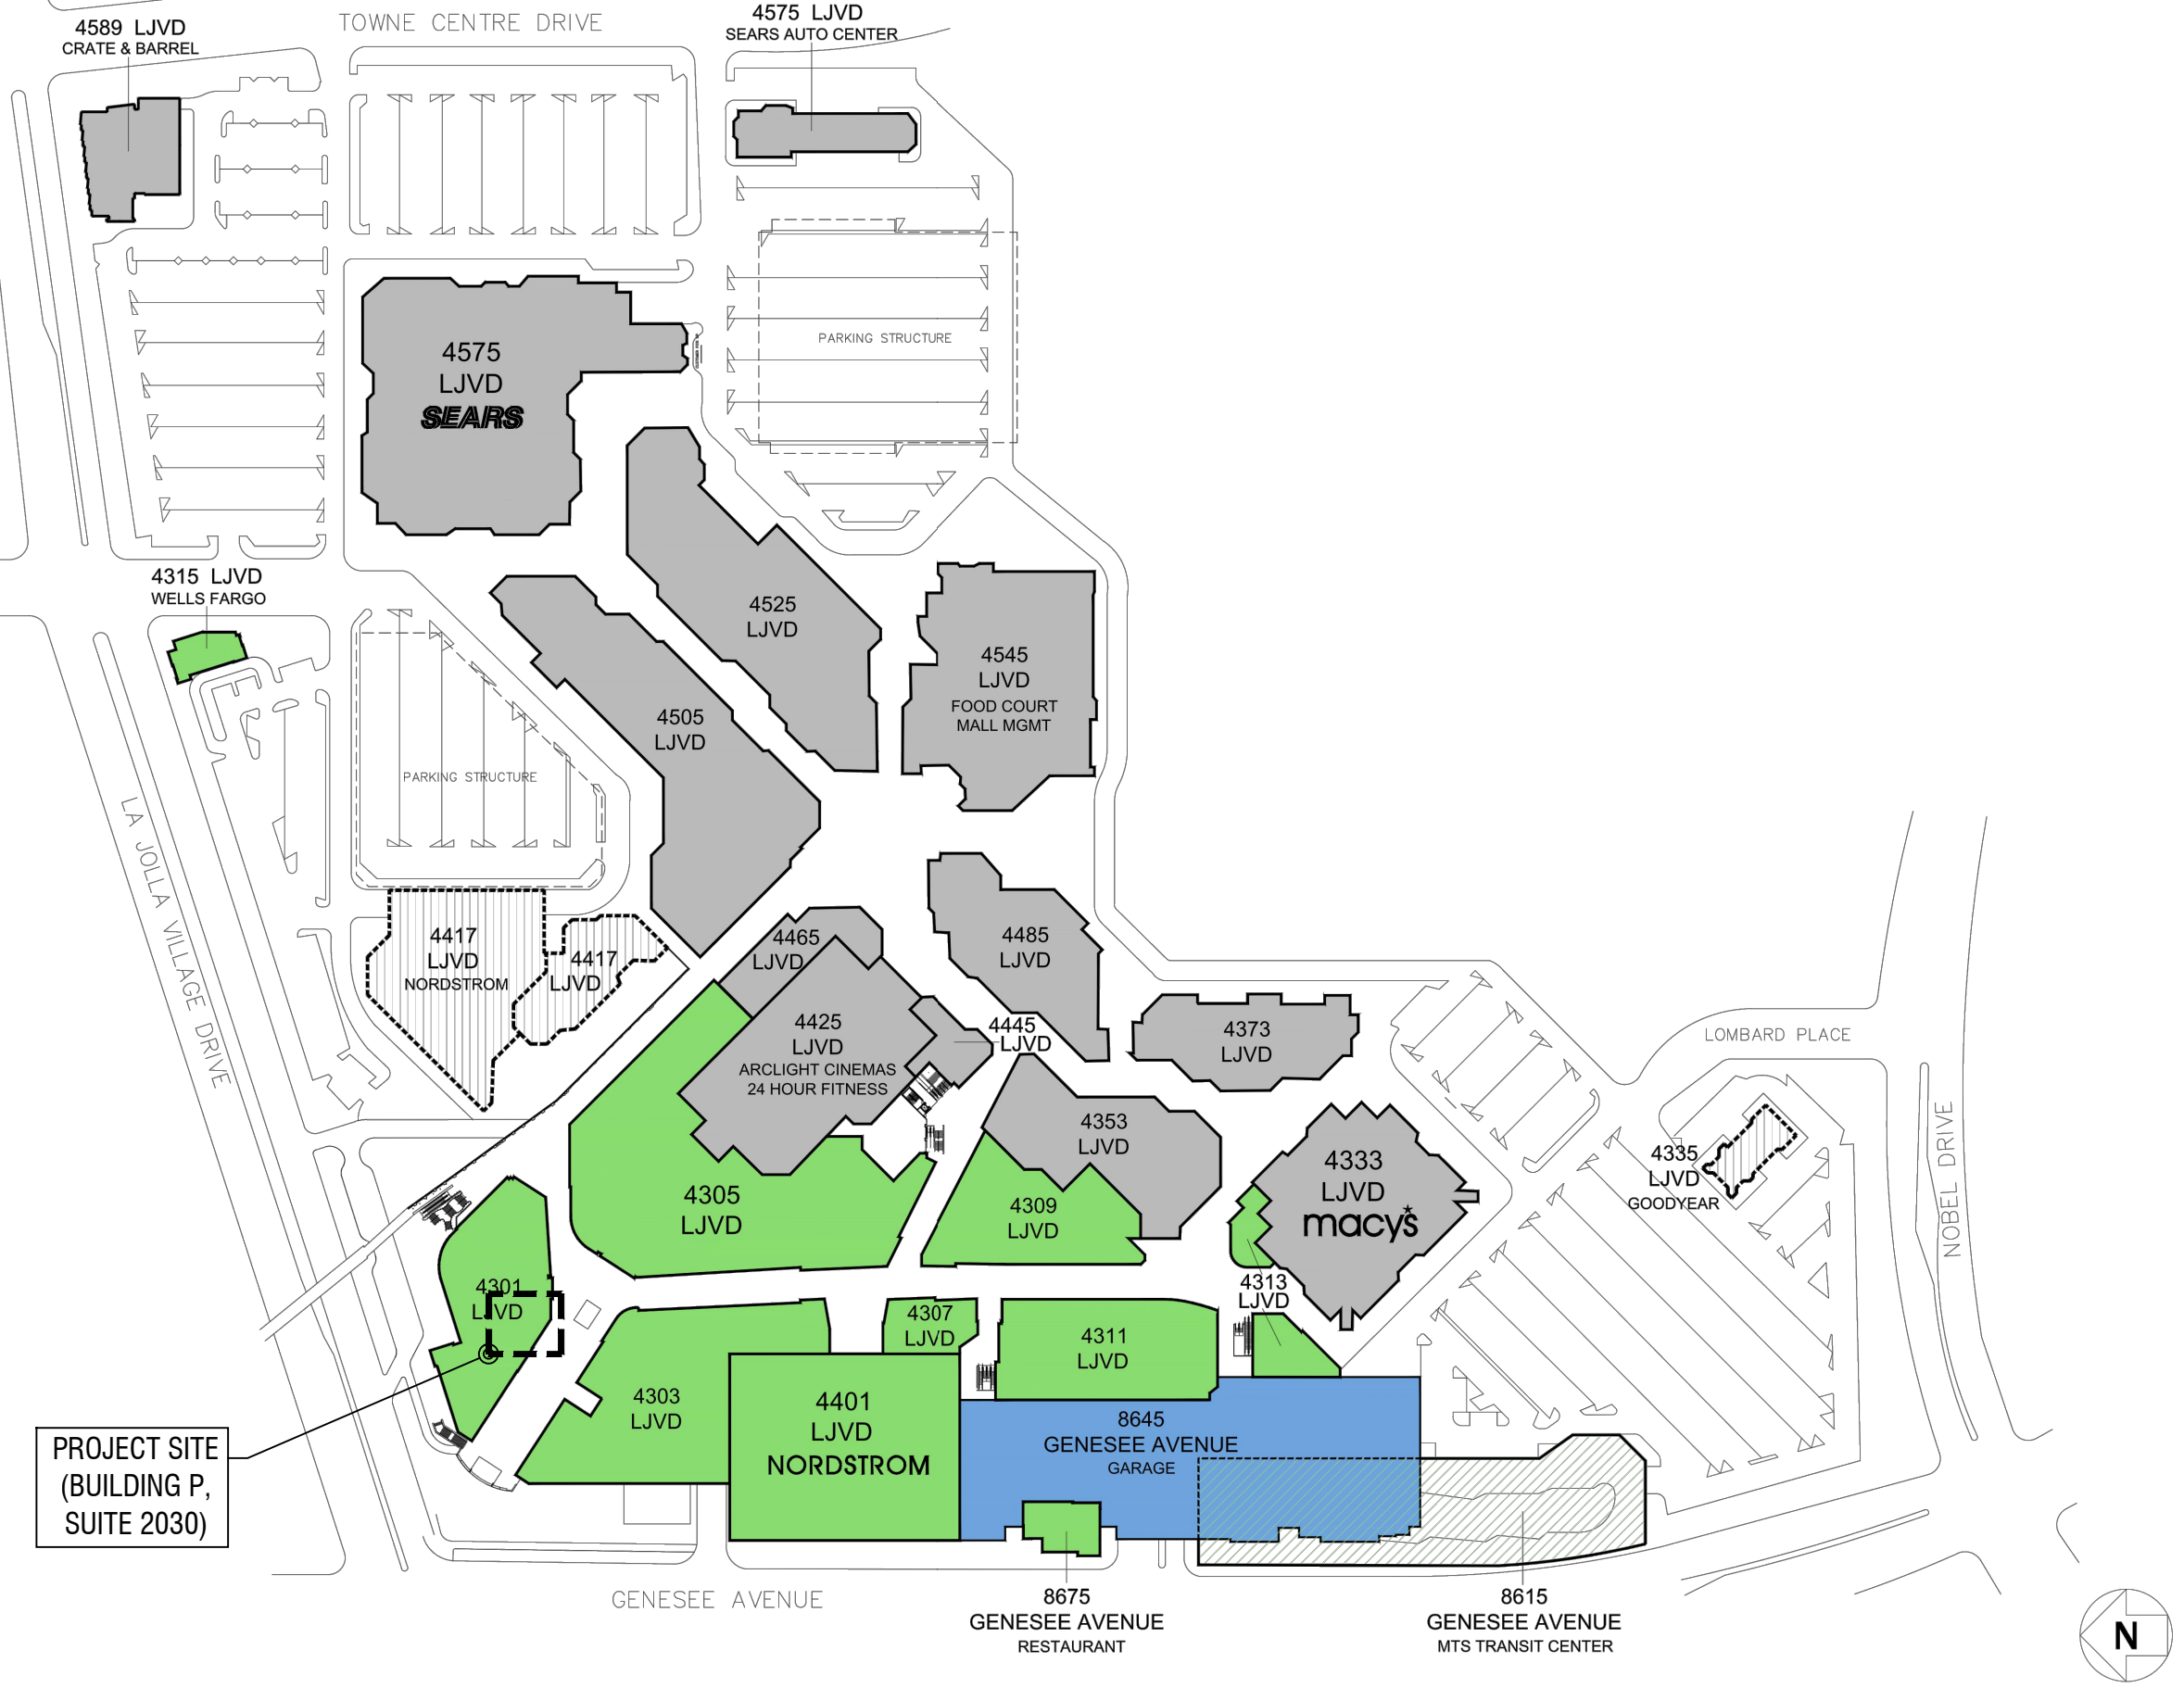 4589 LJVD
CRATE & BARREL
TOWNE CENTRE DRIVE
4575 LJVD
SEARS AUTO CENTER
PARKING STRUCTURE
4575
LJVD
SEARS
4315 LJVD
WELLS FARGO
4525
LJVD
4545
LJVD
FOOD COURT
MALL MGMT
4505
LJVD
PARKING STRUCTURE
LA JOLLA VILLAGE DRIVE
4417
LJVD
NORDSTROM
4417
LJVD
4465
LJVD
4485
LJVD
4425
LJVD
ARCLIGHT CINEMAS
24 HOUR FITNESS
4445
LJVD
4373
LJVD
LOMBARD PLACE
4353
LJVD
4333
LJVD
macy's
4335
LJVD
GOODYEAR
NOBEL DRIVE
4305
LJVD
4309
LJVD
4313
LJVD
4301
LJVD
4307
LJVD
4311
LJVD
4303
LJVD
4401
LJVD
NORDSTROM
8645
GENESEE AVENUE
GARAGE
PROJECT SITE
(BUILDING P,
SUITE 2030)
GENESEE AVENUE
8675
GENESEE AVENUE
RESTAURANT
8615
GENESEE AVENUE
MTS TRANSIT CENTER
N